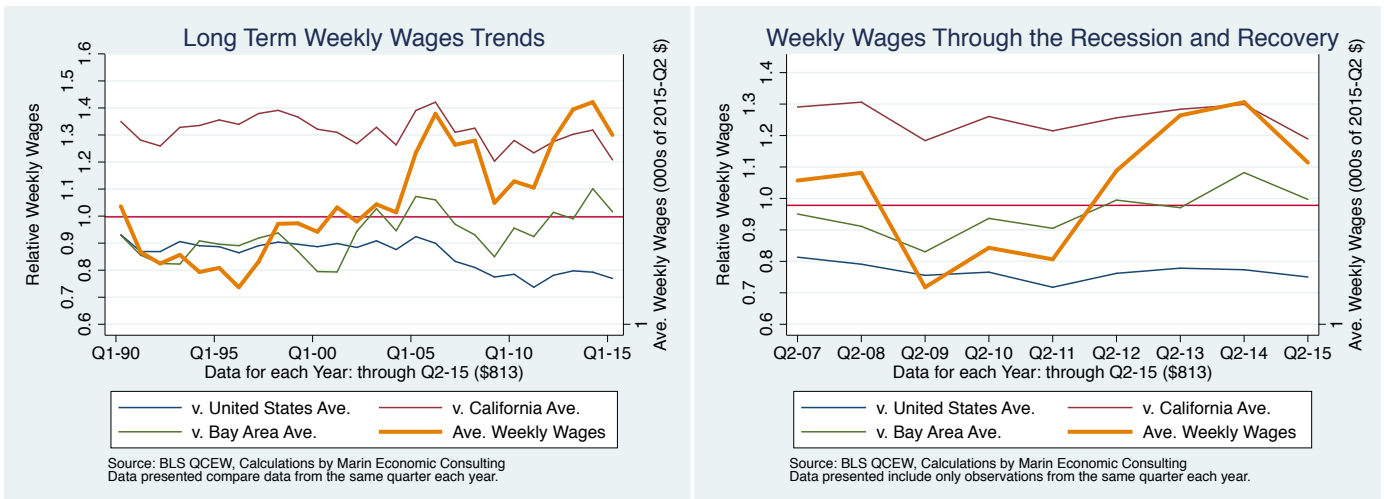 Long Term Weekly Wages Trends
Relative Weekly Wages
1.6
1.5
1.4
1.3
1.2
1.1
1.0
0.9
0.8
0.7
0.6
1
Ave. Weekly Wages (000s of 2015-Q2 $)
Q1-90 Q1-95 Q1-00 Q1-05 Q1-10 Q1-15
Data for each Year: through Q2-15 ($813)
v. United States Ave. v. California Ave.
v. Bay Area Ave. Ave. Weekly Wages
Source: BLS QCEW, Calculations by Marin Economic Consulting
Data presented compare data from the same quarter each year.
Weekly Wages Through the Recession and Recovery
Relative Weekly Wages
1.4
1.3
1.2
1.1
1.0
0.9
0.8
0.7
0.6
1
Ave. Weekly Wages (000s of 2015-Q2 $)
Q2-07 Q2-08 Q2-09 Q2-10 Q2-11 Q2-12 Q2-13 Q2-14 Q2-15
Data for each Year: through Q2-15 ($813)
v. United States Ave. v. California Ave.
v. Bay Area Ave. Ave. Weekly Wages
Source: BLS QCEW, Calculations by Marin Economic Consulting
Data presented include only observations from the same quarter each year.